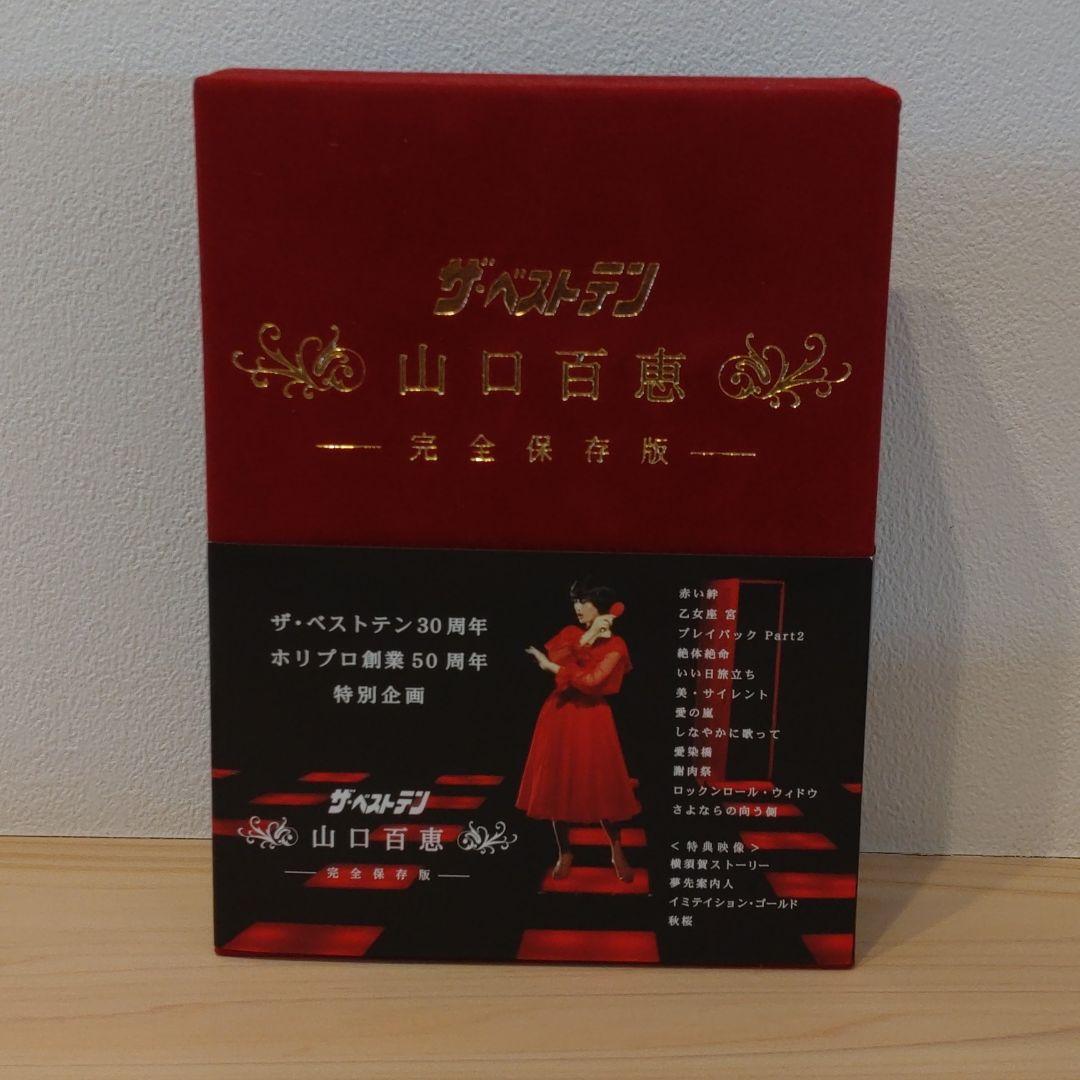 ザ・ベストテン
山口百恵
完全保存版
ザ・ベストテン30周年
ホリプロ創業50周年
特別企画
ザ・ベストテン
山口百恵
完全保存版
赤い絆
乙女座 宮
プレイバック Part2
絶体絶命
いい日旅立ち
美・サイレント
愛の嵐
しなやかに歌って
愛染橋
謝肉祭
ロックンロール・ウィドウ
さよならの向う側
<特典映像>
横須賀ストーリー
夢先案内人
イミテイション・ゴールド
秋桜